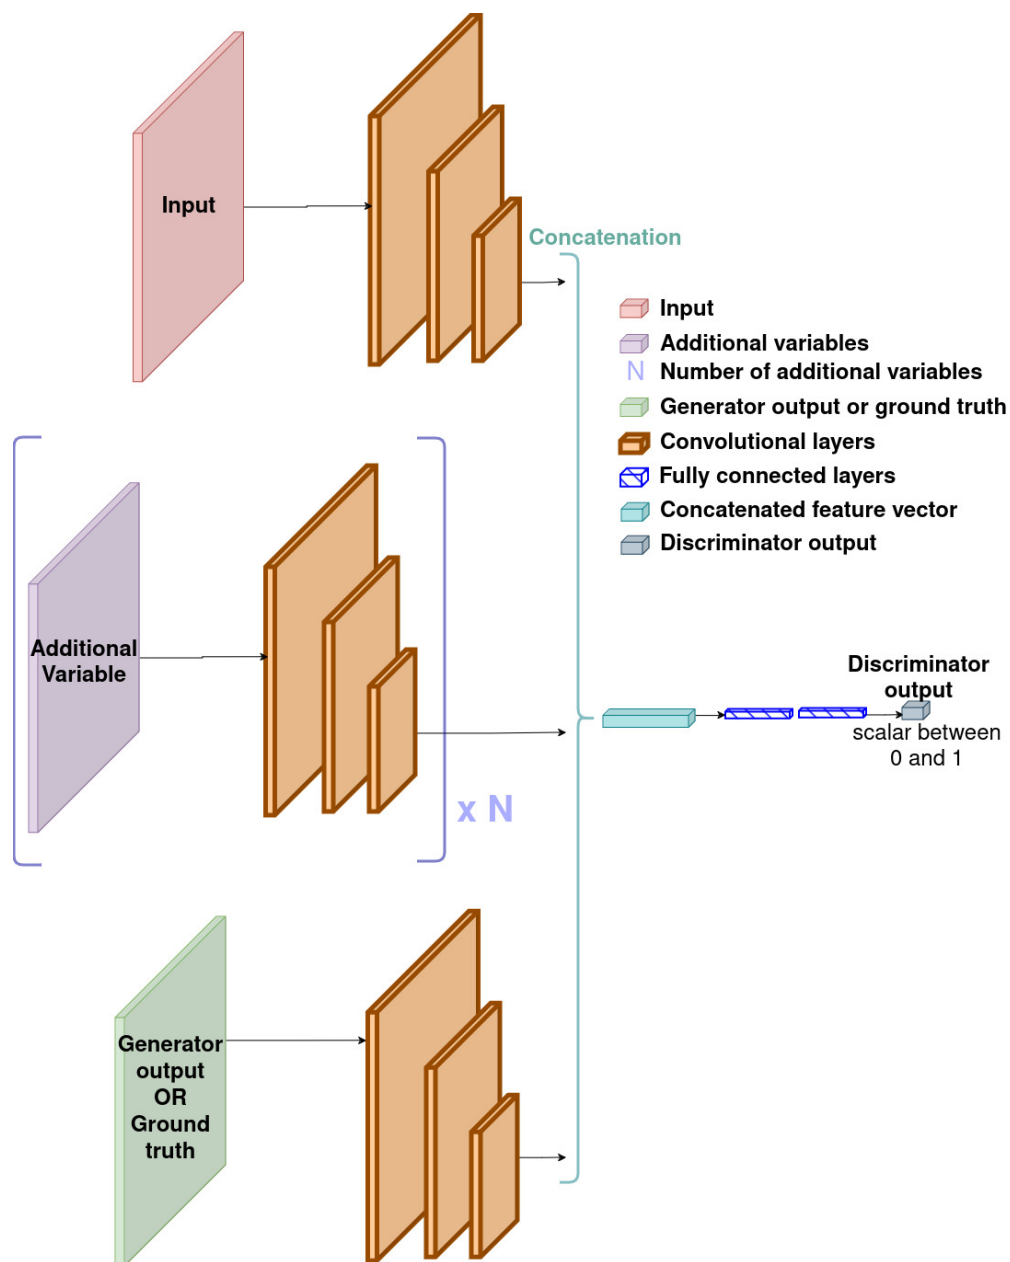 Input
Concatenation
Input
Additional variables
N Number of additional variables
Generator output or ground truth
Convolutional layers
Fully connected layers
Concatenated feature vector
Discriminator output
Additional
Variable
x N
Discriminator
output
scalar between
0 and 1
Generator
output
OR
Ground
truth